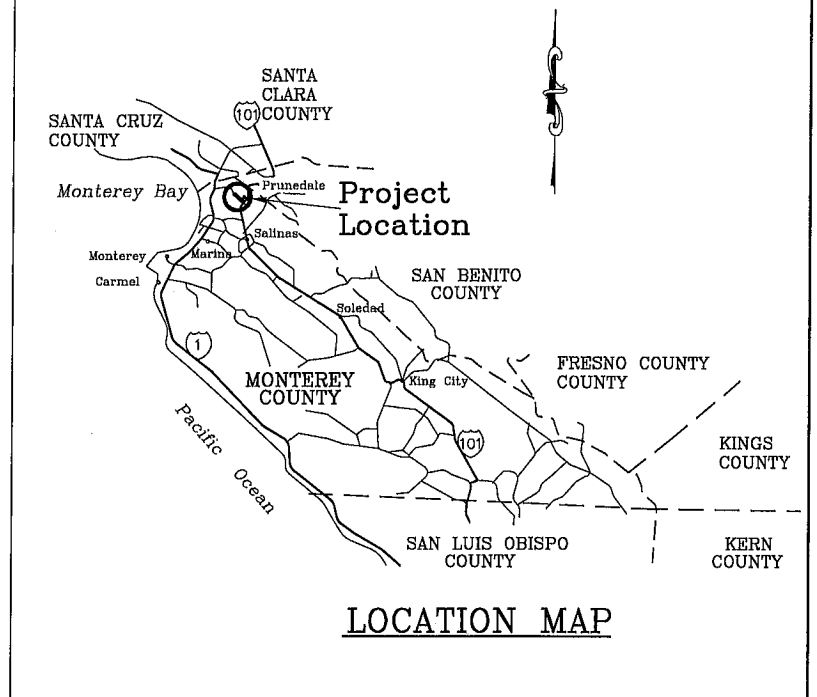 SANTA
CLARA
COUNTY
101
SANTA CRUZ
COUNTY
Monterey Bay
Prunedale
Project
Location
Salinas
Marina
Monterey
Carmel
SAN BENITO
COUNTY
Soledad
1
MONTEREY
COUNTY
King City
FRESNO COUNTY
COUNTY
Pacific Ocean
101
KINGS
COUNTY
SAN LUIS OBISPO
COUNTY
KERN
COUNTY
LOCATION MAP